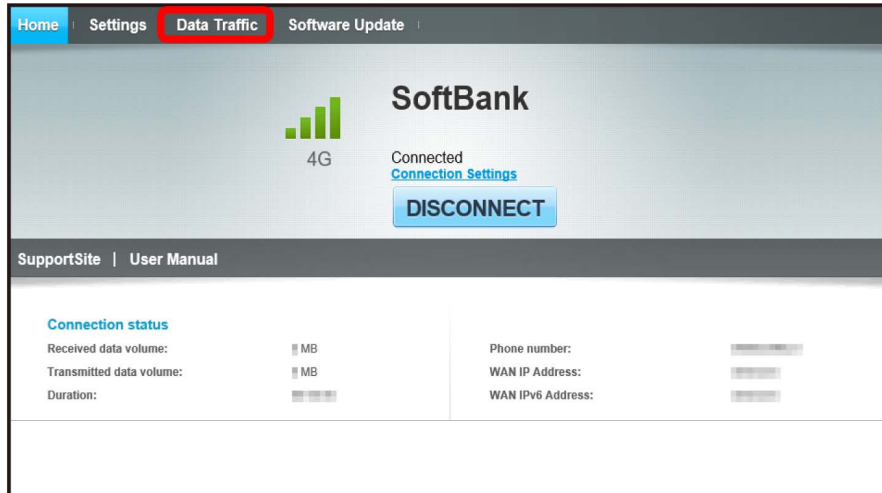 Home Settings Data Traffic Software Update
SoftBank
4G
Connected
Connection Settings
DISCONNECT
SupportSite | User Manual
Connection status
Received data volume: MB
Transmitted data volume: MB
Duration:
Phone number:
WAN IP Address:
WAN IPv6 Address: